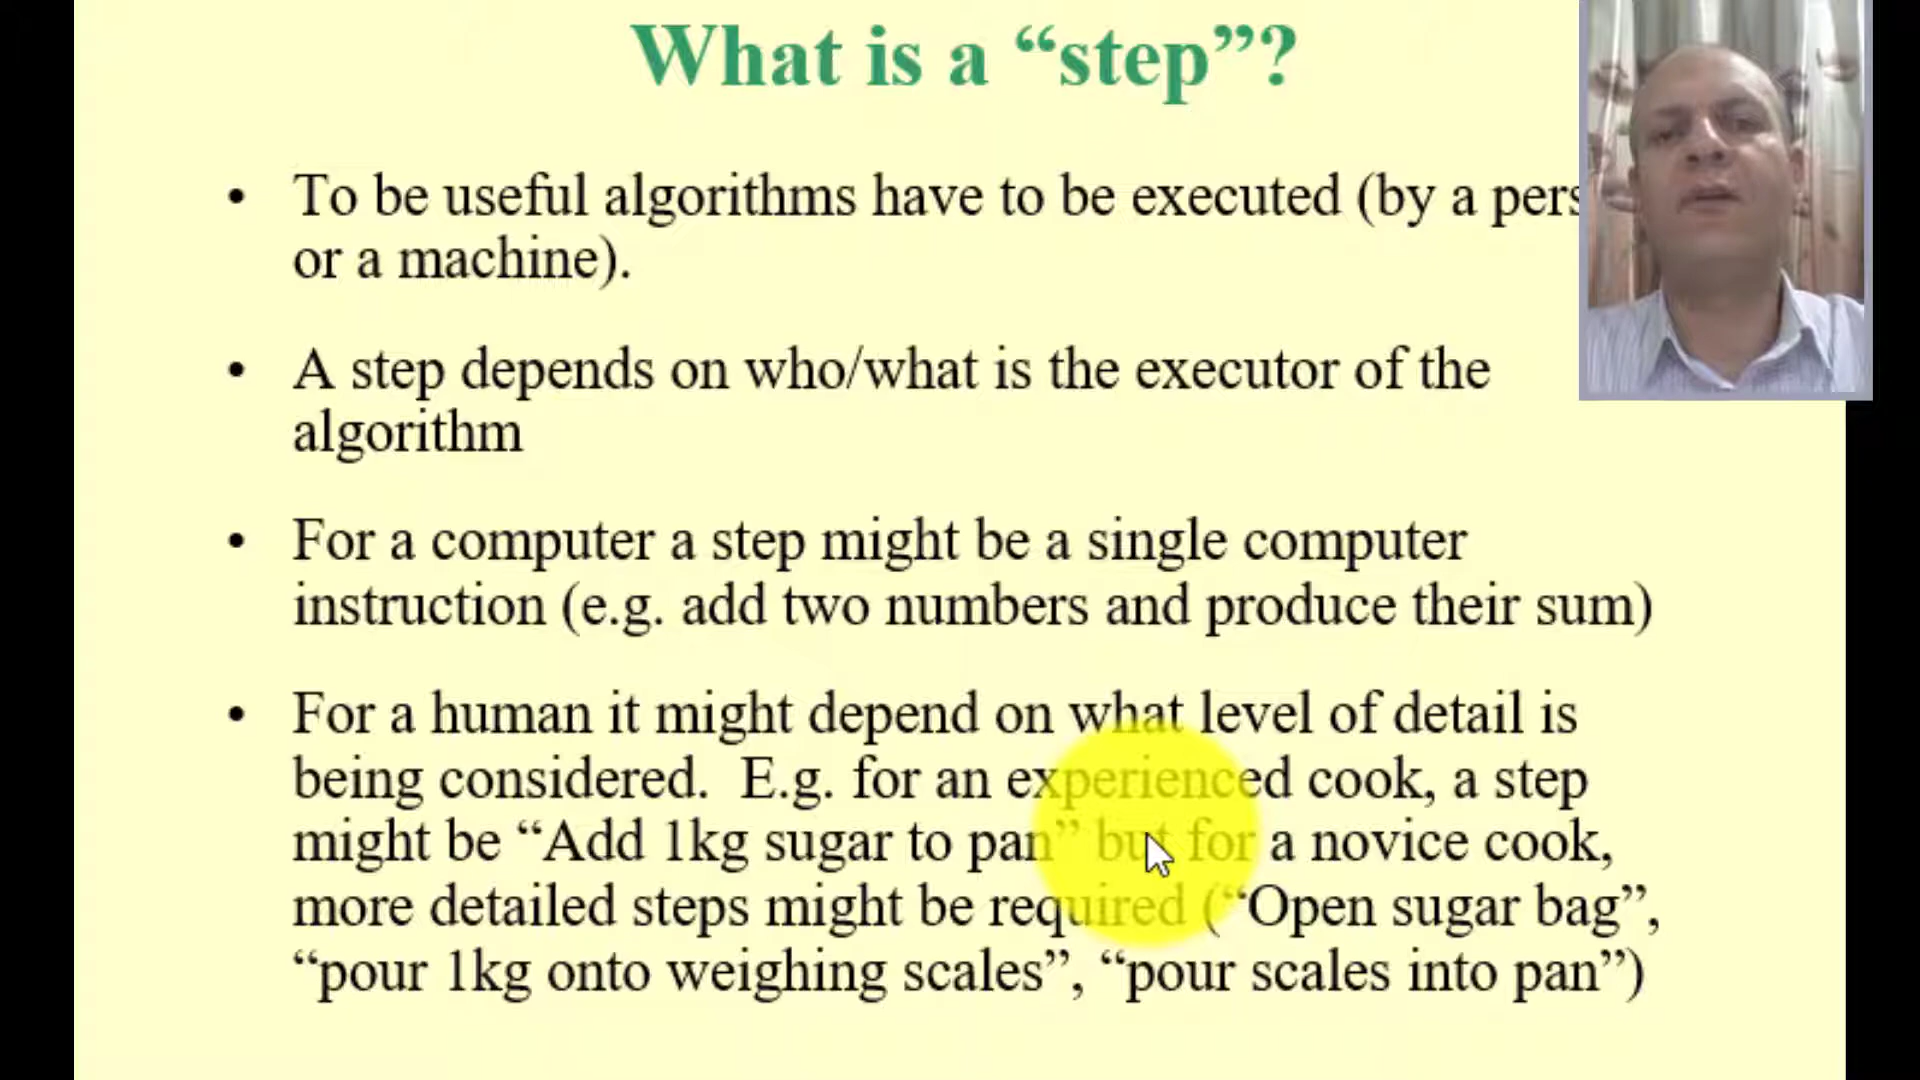 What is a “step”?
• To be useful algorithms have to be executed (by a
or a machine).
• A step depends on who/what is the executor of the
algorithm
• For a computer a step might be a single computer
instruction (e.g. add two numbers and produce their sum)
• For a human it might depend on what level of detail is
being considered. E.g. for an experienced cook, a step
might be “Add 1kg sugar to pan” but for a novice cook,
more detailed steps might be required (“Open sugar bag”,
“pour 1kg onto weighing scales”, “pour scales into pan”)